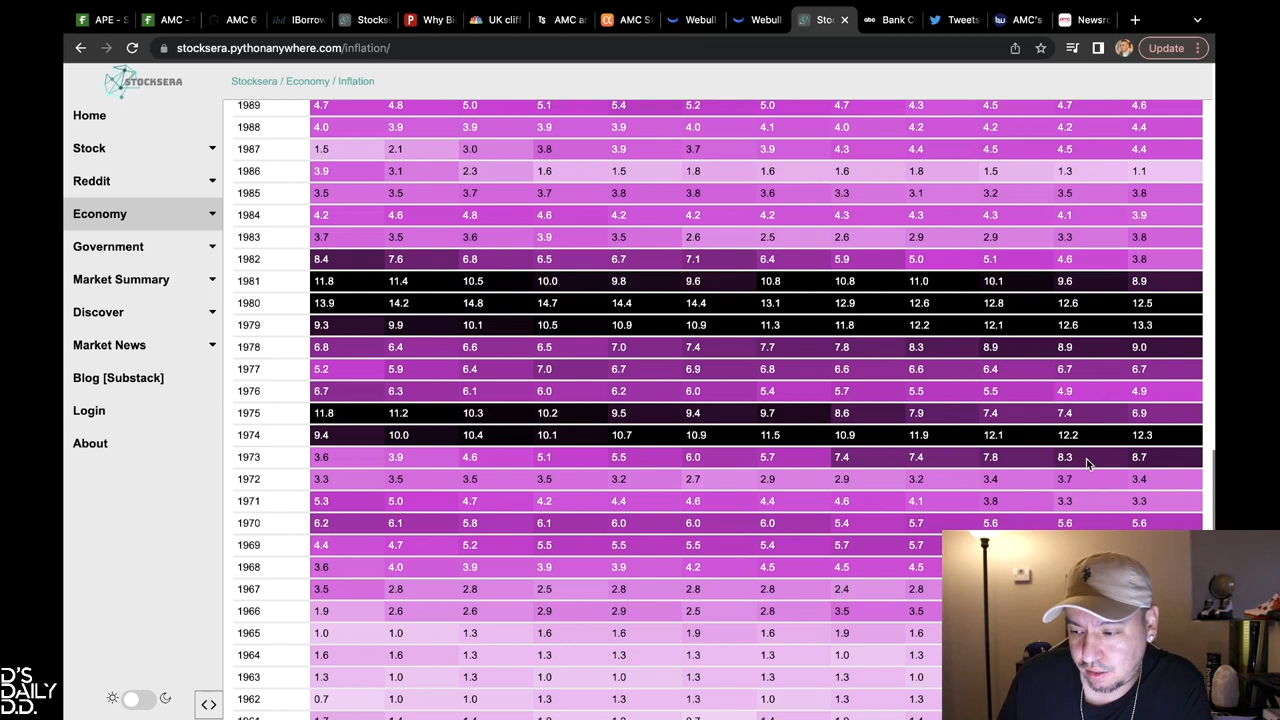 APE - S
AMC -
AMC 6
ibd IBorrow
Stocks
Why Bi
UK cliff
AMC ar
AMC S
Webull
Webull
Sto
abc Bank C
Tweets
AMC's
Newsro
stocksera.pythonanywhere.com/inflation/
Update
STOCKSERA
Stocksera / Economy / Inflation
Home
Stock
Reddit
Economy
Government
Market Summary
Discover
Market News
Blog [Substack]
Login
About
1989 4.7 4.8 5.0 5.1 5.4 5.2 5.0 4.7 4.3 4.5 4.7 4.6
1988 4.0 3.9 3.9 3.9 3.9 4.0 4.1 4.0 4.2 4.2 4.2 4.4
1987 1.5 2.1 3.0 3.8 3.9 3.7 3.9 4.3 4.4 4.5 4.5 4.4
1986 3.9 3.1 2.3 1.6 1.5 1.8 1.6 1.6 1.8 1.5 1.3 1.1
1985 3.5 3.5 3.7 3.7 3.8 3.8 3.6 3.3 3.1 3.2 3.5 3.8
1984 4.2 4.6 4.8 4.6 4.2 4.2 4.2 4.3 4.3 4.3 4.1 3.9
1983 3.7 3.5 3.6 3.9 3.5 2.6 2.5 2.6 2.9 2.9 3.3 3.8
1982 8.4 7.6 6.8 6.5 6.7 7.1 6.4 5.9 5.0 5.1 4.6 3.8
1981 11.8 11.4 10.5 10.0 9.8 9.6 10.8 10.8 11.0 10.1 9.6 8.9
1980 13.9 14.2 14.8 14.7 14.4 14.4 13.1 12.9 12.6 12.8 12.6 12.5
1979 9.3 9.9 10.1 10.5 10.9 10.9 11.3 11.8 12.2 12.1 12.6 13.3
1978 6.8 6.4 6.6 6.5 7.0 7.4 7.7 7.8 8.3 8.9 8.9 9.0
1977 5.2 5.9 6.4 7.0 6.7 6.9 6.8 6.6 6.6 6.4 6.7 6.7
1976 6.7 6.3 6.1 6.0 6.2 6.0 5.4 5.7 5.5 5.5 4.9 4.9
1975 11.8 11.2 10.3 10.2 9.5 9.4 9.7 8.6 7.9 7.4 7.4 6.9
1974 9.4 10.0 10.4 10.1 10.7 10.9 11.5 10.9 11.9 12.1 12.2 12.3
1973 3.6 3.9 4.6 5.1 5.5 6.0 5.7 7.4 7.4 7.8 8.3 8.7
1972 3.3 3.5 3.5 3.5 3.2 2.7 2.9 2.9 3.2 3.4 3.7 3.4
1971 5.3 5.0 4.7 4.2 4.4 4.6 4.4 4.6 4.1 3.8 3.3 3.3
1970 6.2 6.1 5.8 6.1 6.0 6.0 6.0 5.4 5.7 5.6 5.6 5.6
1969 4.4 4.7 5.2 5.5 5.5 5.5 5.4 5.7 5.7
1968 3.6 4.0 3.9 3.9 3.9 4.2 4.5 4.5 4.5
1967 3.5 2.8 2.8 2.5 2.8 2.8 2.8 2.4 2.8
1966 1.9 2.6 2.6 2.9 2.9 2.5 2.8 3.5 3.5
1965 1.0 1.0 1.3 1.6 1.6 1.9 1.6 1.9 1.6
1964 1.6 1.6 1.3 1.3 1.3 1.3 1.3 1.0 1.3
1963 1.3 1.0 1.3 1.0 1.0 1.3 1.3 1.3 1.0
1962 0.7 1.0 1.0 1.3 1.3 1.3 1.0 1.3 1.3
D'S
DAILY
D.D.